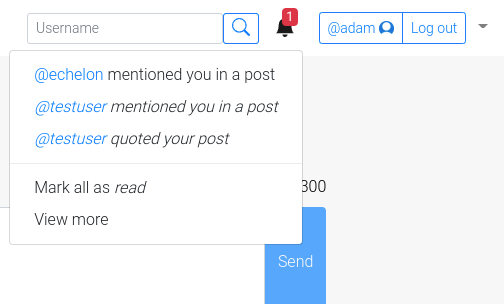 Username
1
@adam
Log out
@echelon mentioned you in a post
@testuser mentioned you in a post
@testuser quoted your post
Mark all as read
View more
300
Send